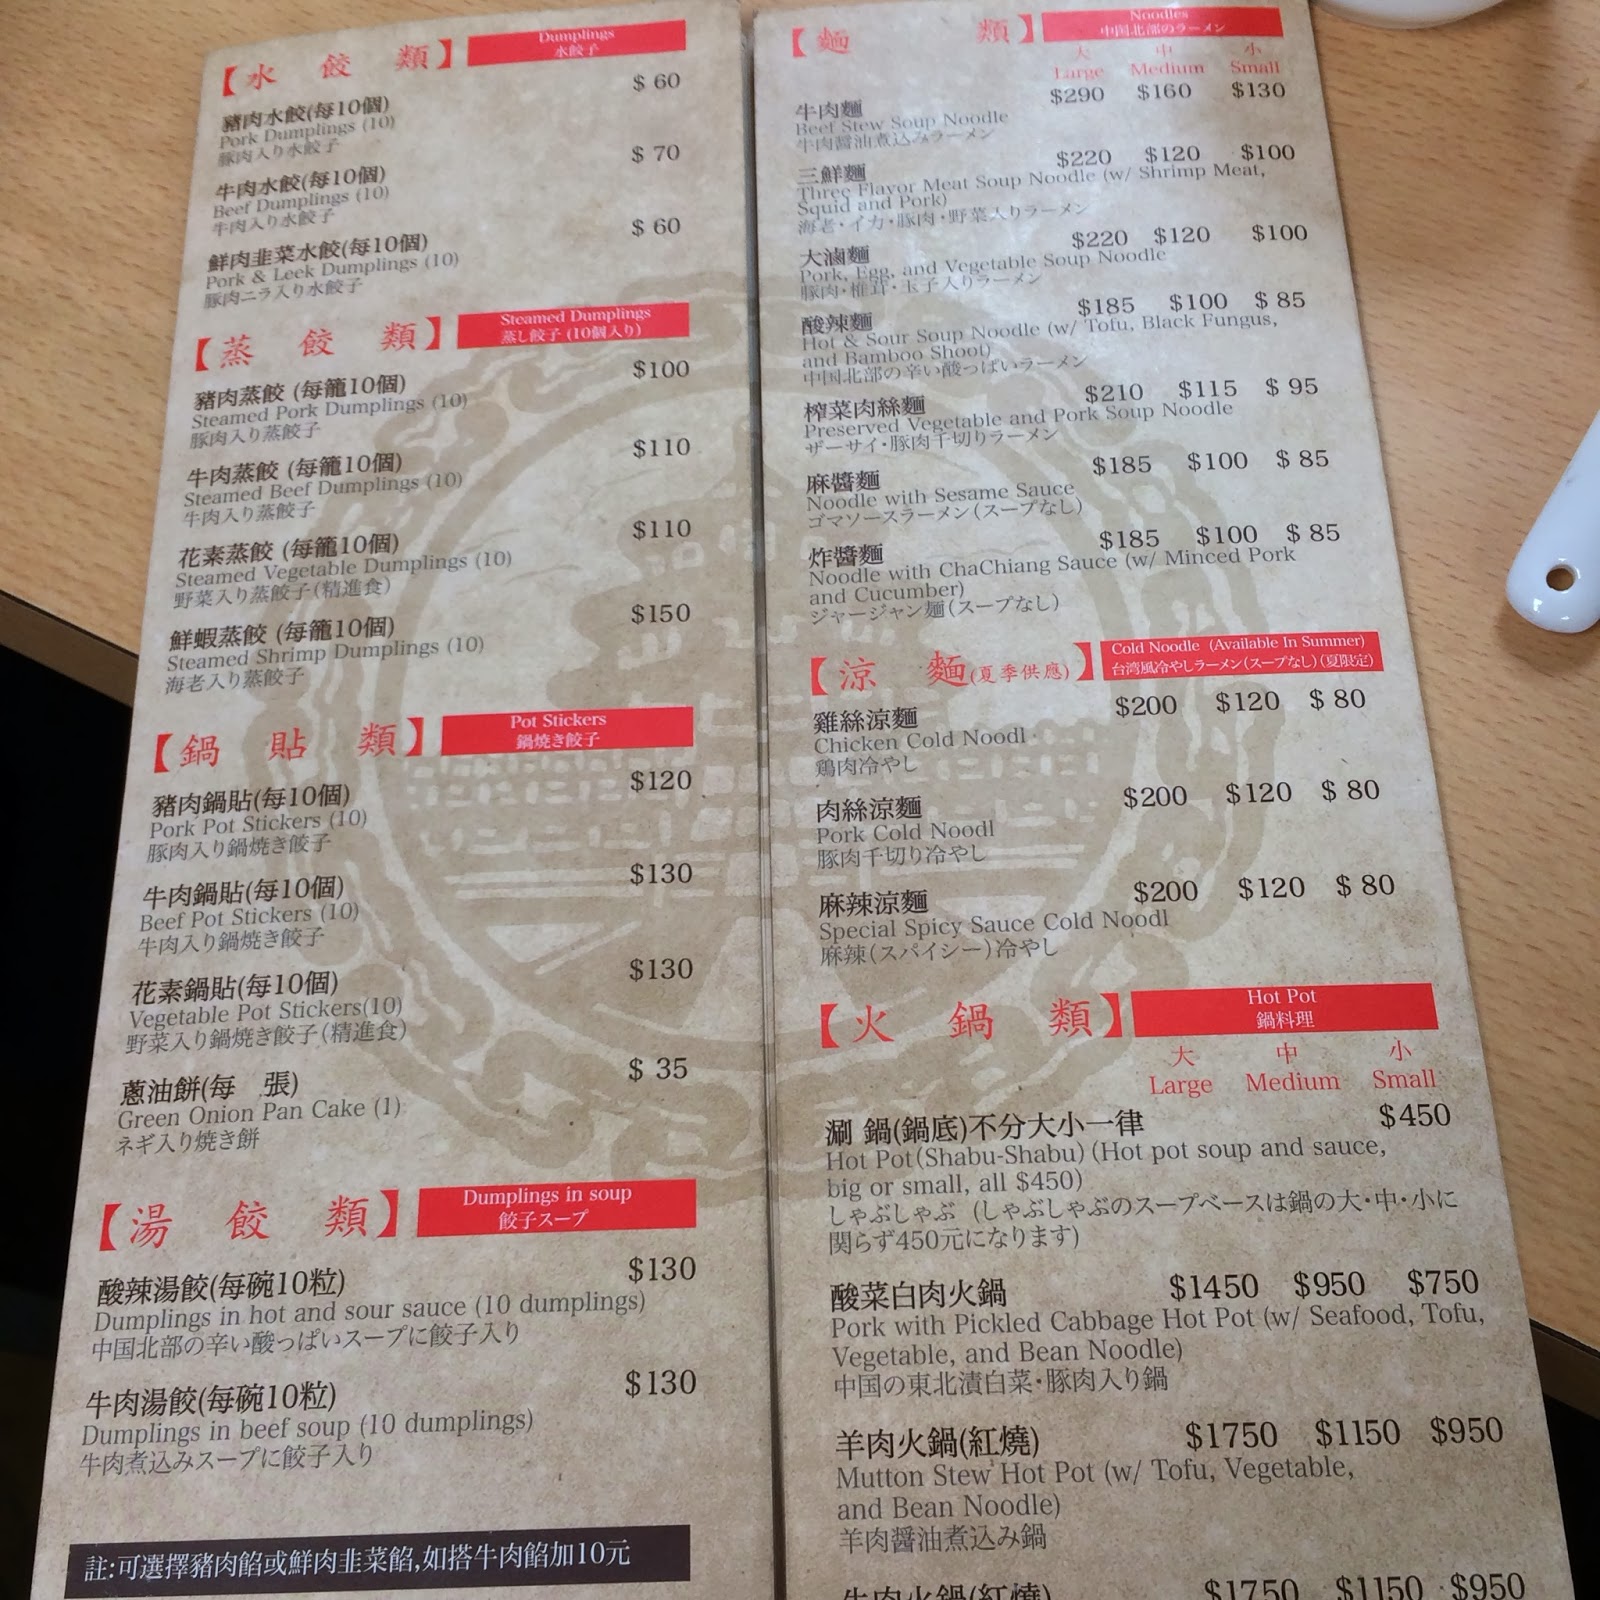 【水 餃 類】
Dumplings
水餃子
豬肉水餃(每10個) $ 60
Pork Dumplings (10)
豚肉入り水餃子
牛肉水餃(每10個) $ 70
Beef Dumplings (10)
牛肉入り水餃子
鮮肉韭菜水餃(每10個) $ 60
Pork & Leek Dumplings (10)
豚肉ニラ入り水餃子
【蒸 餃 類】
Steamed Dumplings
蒸し餃子 (10個入り)
豬肉蒸餃 (每籠10個) $100
Steamed Pork Dumplings (10)
豚肉入り蒸餃子
牛肉蒸餃 (每籠10個) $110
Steamed Beef Dumplings (10)
牛肉入り蒸餃子
花素蒸餃 (每籠10個) $110
Steamed Vegetable Dumplings (10)
野菜入り蒸餃子(精進食)
鮮蝦蒸餃 (每籠10個) $150
Steamed Shrimp Dumplings (10)
海老入り蒸餃子
【鍋 貼 類】
Pot Stickers
鍋焼き餃子
豬肉鍋貼(每10個) $120
Pork Pot Stickers (10)
豚肉入り鍋焼き餃子
牛肉鍋貼(每10個) $130
Beef Pot Stickers (10)
牛肉入り鍋焼き餃子
花素鍋貼(每10個) $130
Vegetable Pot Stickers(10)
野菜入り鍋焼き餃子(精進食)
蔥油餅(每 張) $ 35
Green Onion Pan Cake (1)
ネギ入り焼き餅
【湯 餃 類】
Dumplings in soup
餃子スープ
酸辣湯餃(每碗10粒) $130
Dumplings in hot and sour sauce (10 dumplings)
中国北部の辛い酸っぱいスープに餃子入り
牛肉湯餃(每碗10粒) $130
Dumplings in beef soup (10 dumplings)
牛肉煮込みスープに餃子入り
註:可選擇豬肉餡或鮮肉韭菜餡,如搭牛肉餡加10元
【麵 類】
Noodles
中国北部のラーメン
大 中 小
Large Medium Small
牛肉麵 $290 $160 $130
Beef Stew Soup Noodle
牛肉醤油煮込みラーメン
三鮮麵 $220 $120 $100
Three Flavor Meat Soup Noodle (w/ Shrimp Meat,
Squid and Pork)
海老・イカ・豚肉・野菜入りラーメン
大滷麵 $220 $120 $100
Pork, Egg, and Vegetable Soup Noodle
豚肉・椎茸・玉子入りラーメン
酸辣麵 $185 $100 $ 85
Hot & Sour Soup Noodle (w/ Tofu, Black Fungus,
and Bamboo Shoot)
中国北部の辛い酸っぱいラーメン
榨菜肉絲麵 $210 $115 $ 95
Preserved Vegetable and Pork Soup Noodle
ザーサイ・豚肉千切りラーメン
麻醬麵 $185 $100 $ 85
Noodle with Sesame Sauce
ゴマソースラーメン(スープなし)
炸醬麵 $185 $100 $ 85
Noodle with ChaChiang Sauce (w/ Minced Pork
and Cucumber)
ジャージャン麺(スープなし)
【涼 麵(夏季供應)】
Cold Noodle (Available In Summer)
台湾風冷やしラーメン(スープなし)(夏限定)
雞絲涼麵 $200 $120 $ 80
Chicken Cold Noodl
鶏肉冷やし
肉絲涼麵 $200 $120 $ 80
Pork Cold Noodl
豚肉千切り冷やし
麻辣涼麵 $200 $120 $ 80
Special Spicy Sauce Cold Noodl
麻辣(スパイシー)冷やし
【火 鍋 類】
Hot Pot
鍋料理
大 中 小
Large Medium Small
涮 鍋(鍋底)不分大小一律 $450
Hot Pot(Shabu-Shabu) (Hot pot soup and sauce,
big or small, all $450)
しゃぶしゃぶ (しゃぶしゃぶのスープベースは鍋の大・中・小に
関らず450元になります)
酸菜白肉火鍋 $1450 $950 $750
Pork with Pickled Cabbage Hot Pot (w/ Seafood, Tofu,
Vegetable, and Bean Noodle)
中国の東北漬白菜・豚肉入り鍋
羊肉火鍋(紅燒) $1750 $1150 $950
Mutton Stew Hot Pot (w/ Tofu, Vegetable,
and Bean Noodle)
羊肉醤油煮込み鍋
牛肉火鍋(紅燒) $1750 $1150 $950